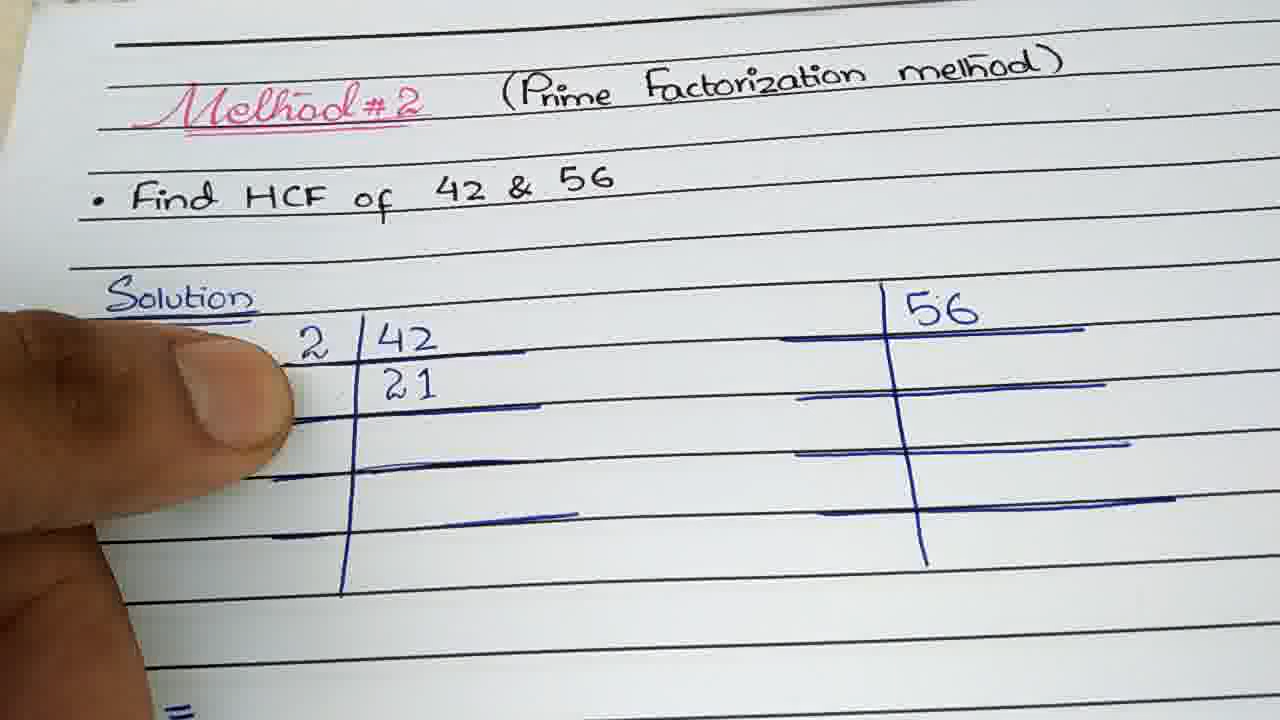 Method #2 (Prime Factorization method)
• Find HCF of 42 & 56
Solution
2 42 56
21
=